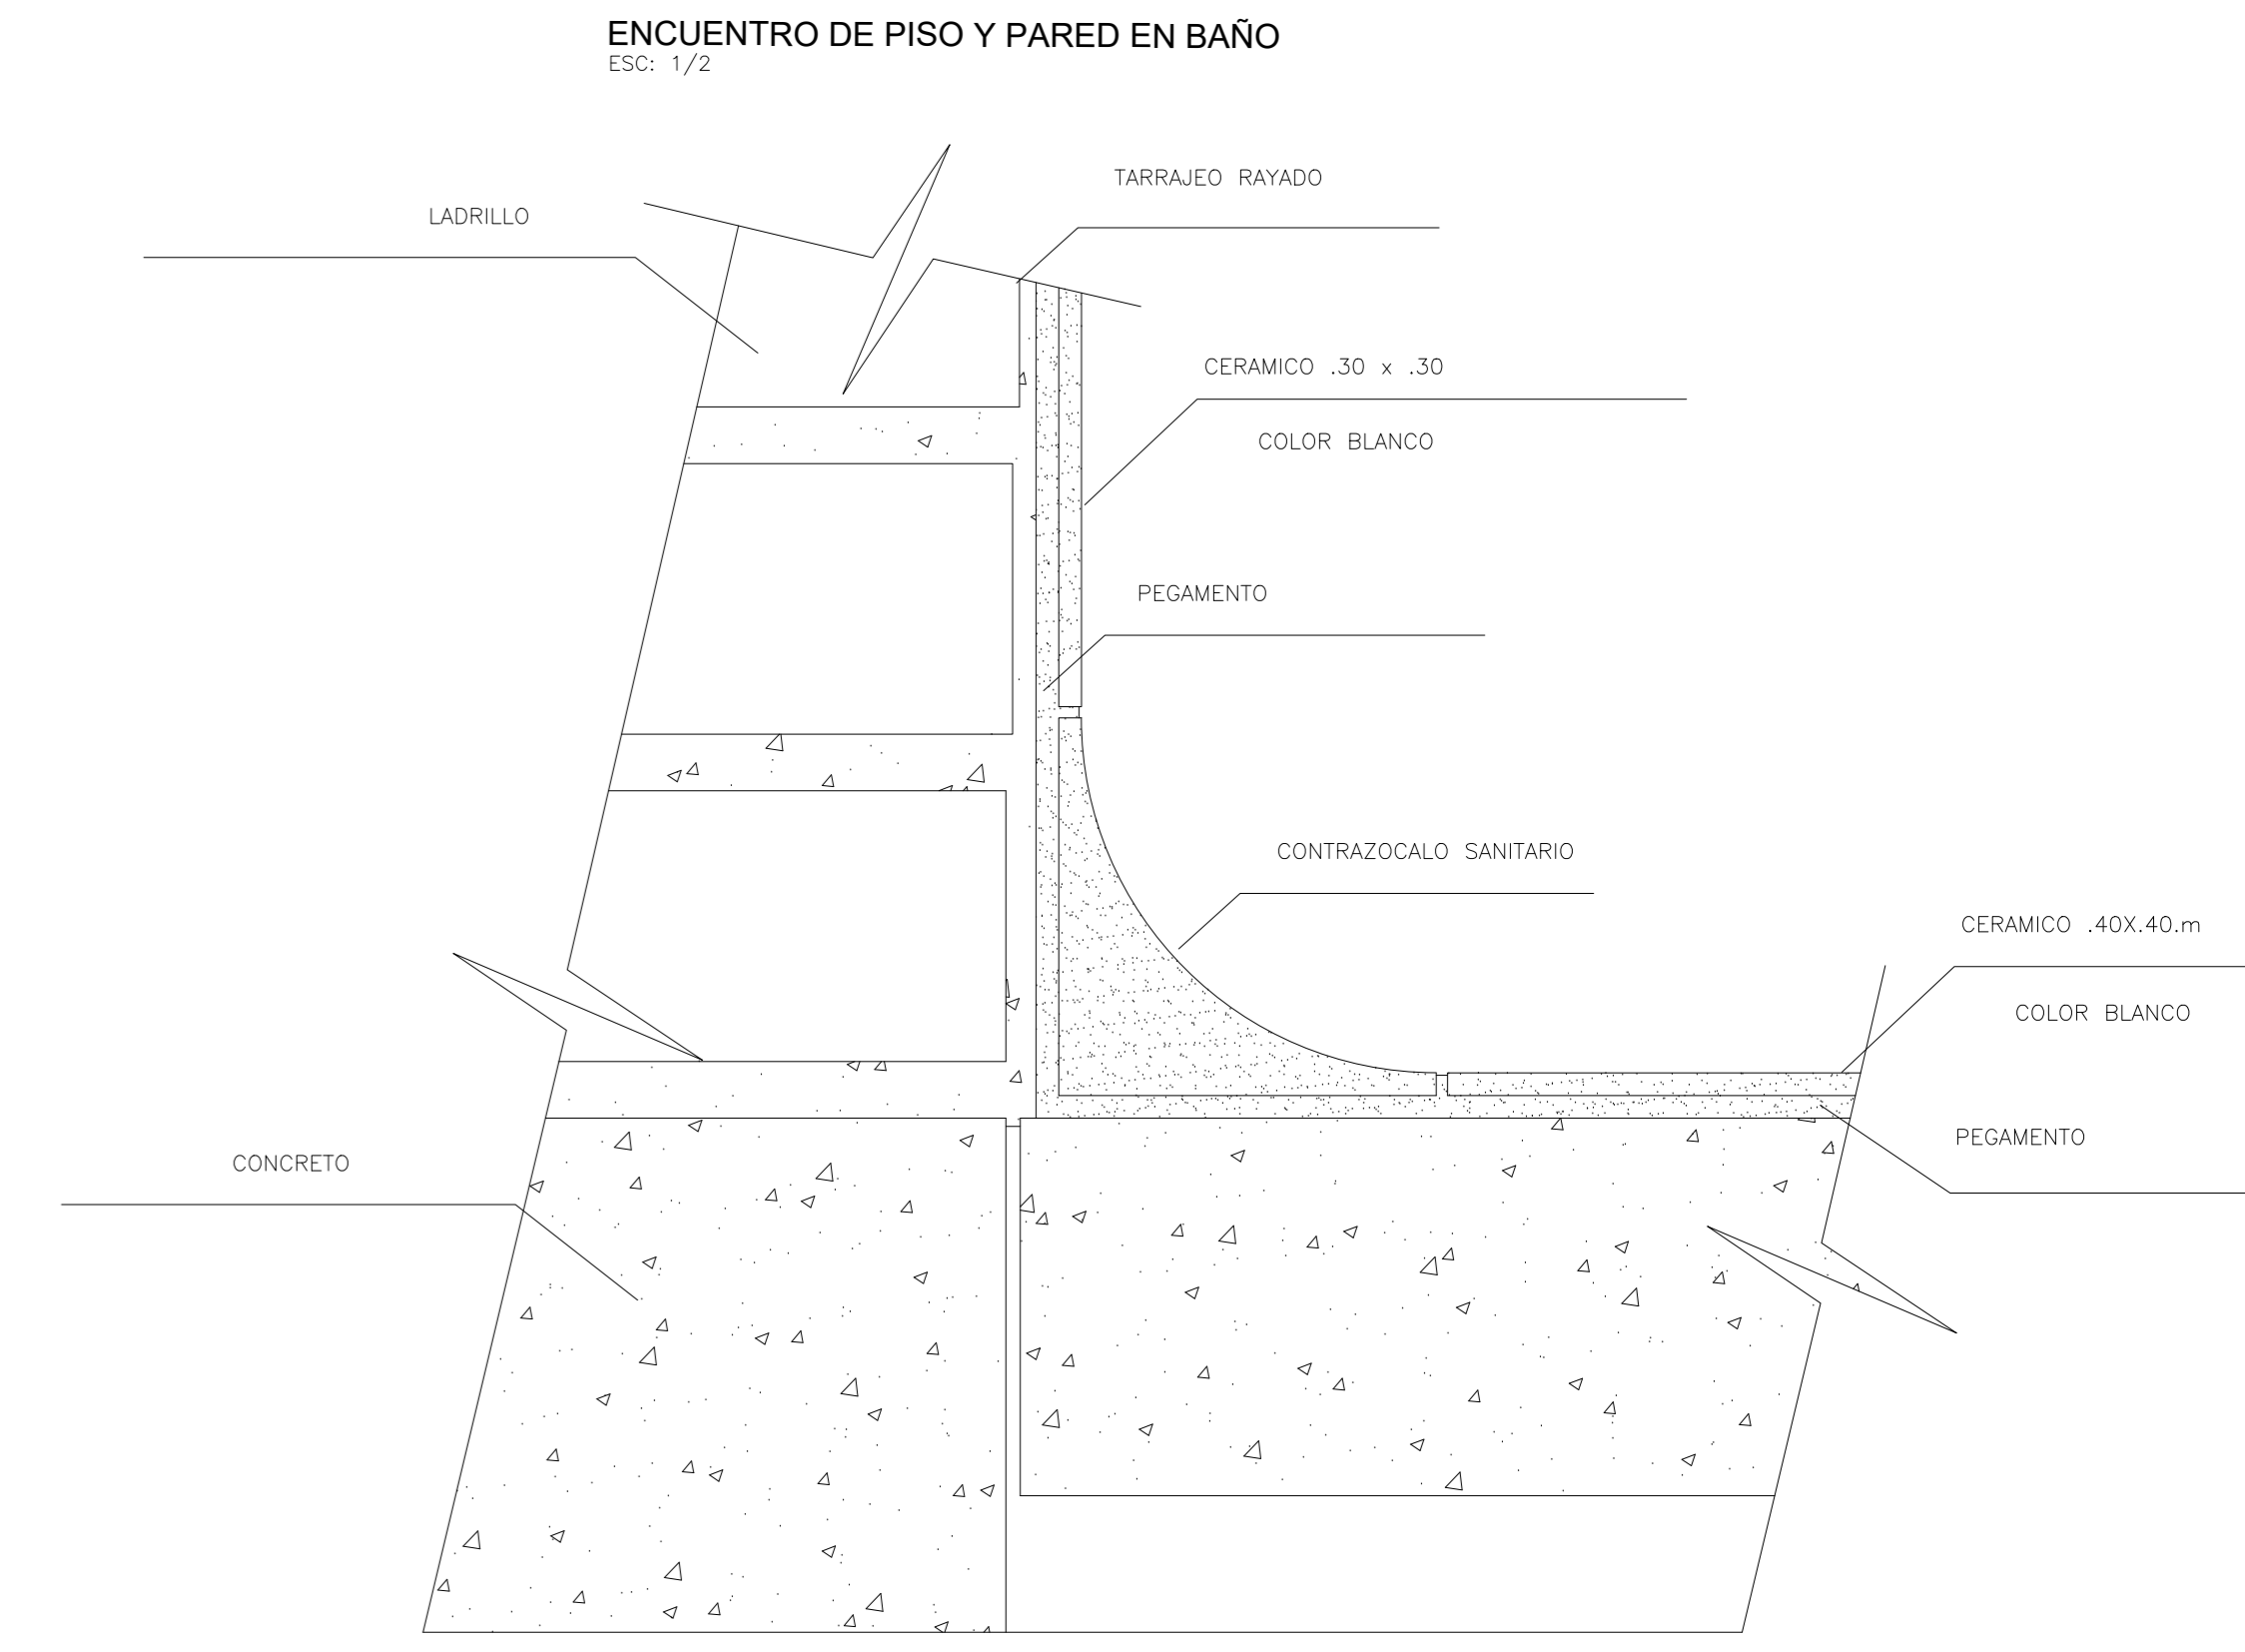 ENCUENTRO DE PISO Y PARED EN BAÑO
ESC: 1/2
TARRAJEO RAYADO
LADRILLO
CERAMICO .30 x .30
COLOR BLANCO
PEGAMENTO
CONTRAZOCALO SANITARIO
CERAMICO .40X.40.m
COLOR BLANCO
PEGAMENTO
CONCRETO